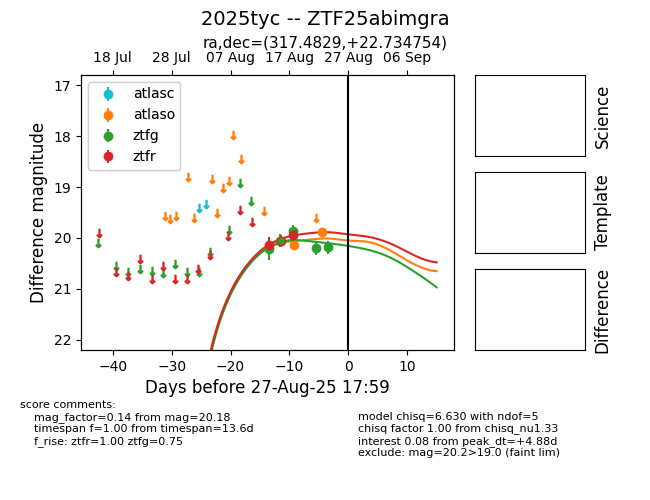 2025tyc -- ZTF25abimgra
ra,dec=(317.4829,+22.734754)
18 Jul 28 Jul 07 Aug 17 Aug 27 Aug 06 Sep
atlasc
atlaso
ztfg
ztfr
17
18
19
20
21
22
Difference magnitude
−40 −30 −20 −10 0 10
Days before 27-Aug-25 17:59
Science
Template
Difference
score comments:
mag_factor=0.14 from mag=20.18
timespan f=1.00 from timespan=13.6d
f_rise: ztfr=1.00 ztfg=0.75
model chisq=6.630 with ndof=5
chisq factor 1.00 from chisq_nu1.33
interest 0.08 from peak_dt=+4.88d
exclude: mag=20.2>19.0 (faint lim)